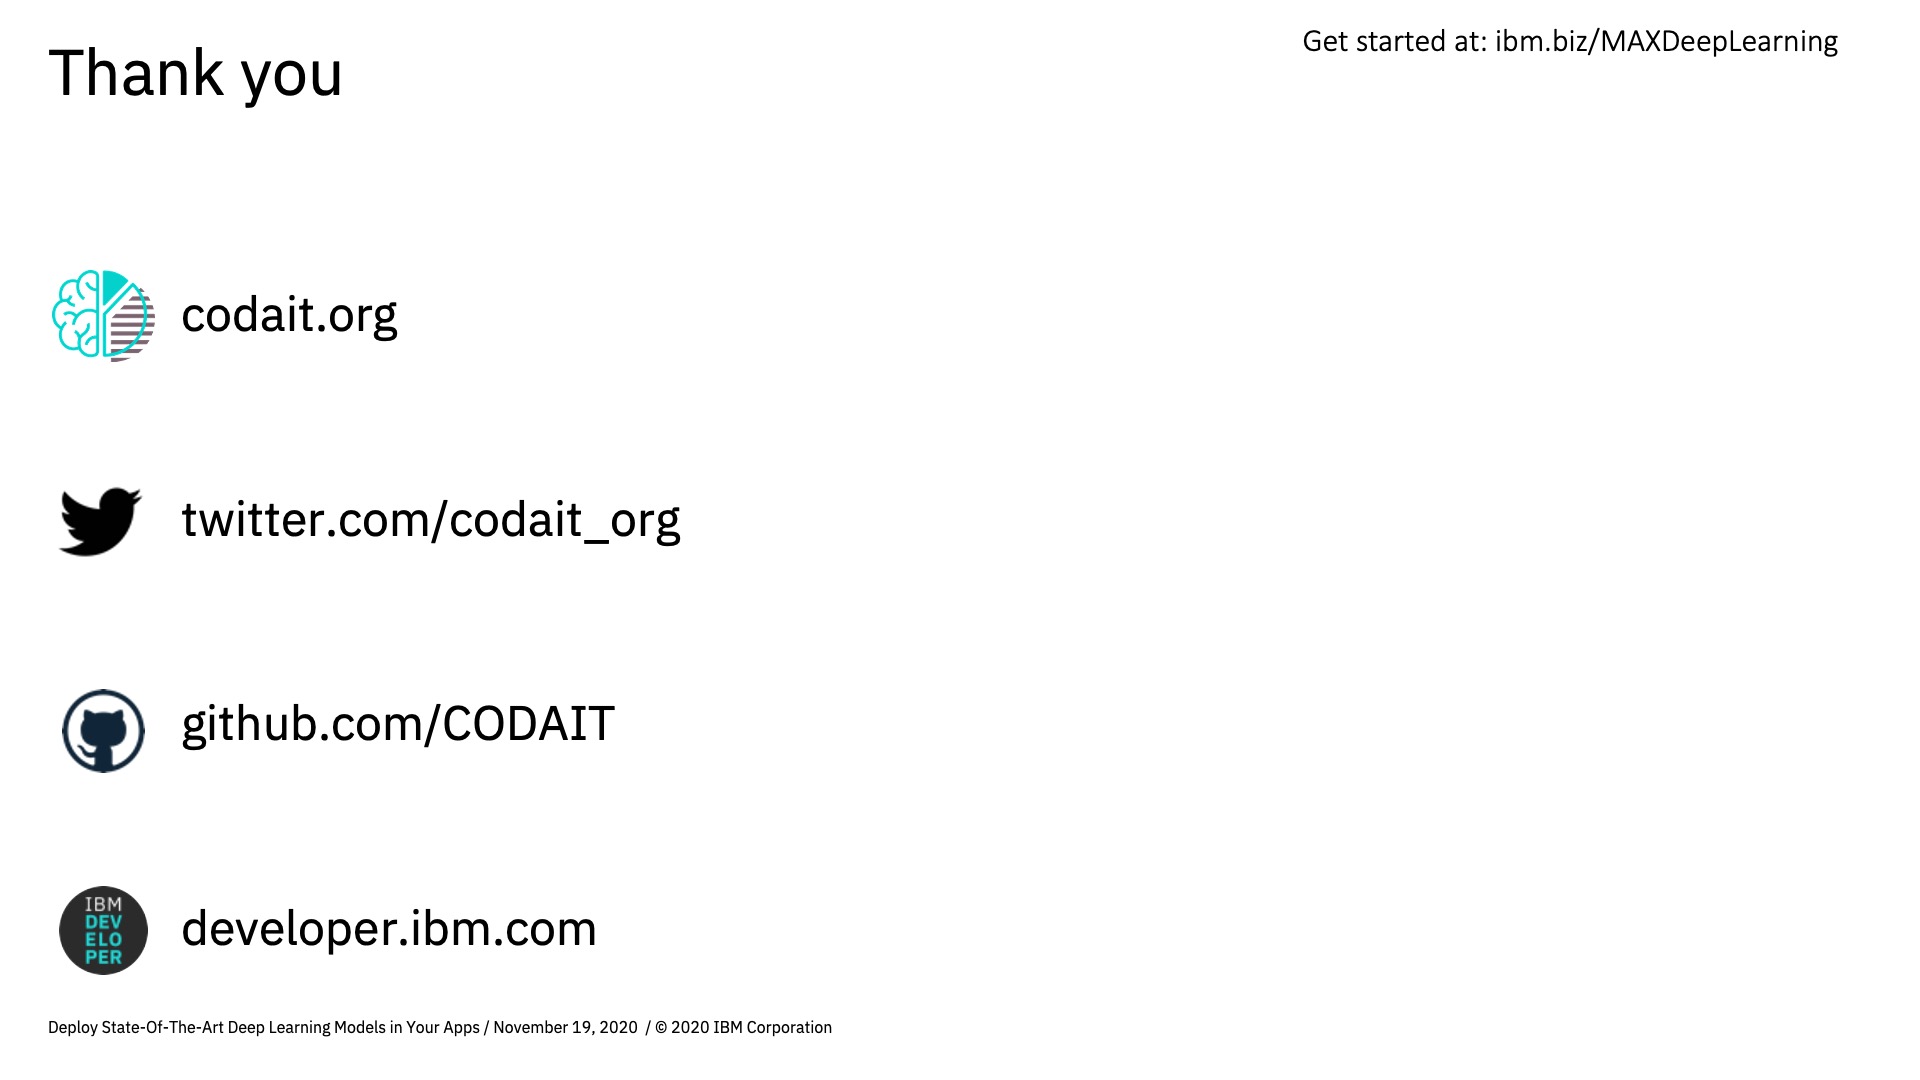 Thank you
Get started at: ibm.biz/MAXDeepLearning
codait.org
twitter.com/codait_org
github.com/CODAIT
IBM
DEV
ELO
PER
developer.ibm.com
Deploy State-Of-The-Art Deep Learning Models in Your Apps / November 19, 2020 / © 2020 IBM Corporation